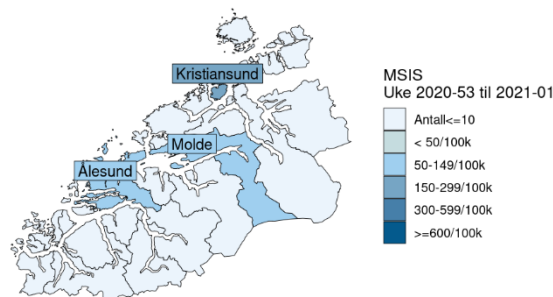 Kristiansund
Molde
Ålesund
MSIS
Uke 2020-53 til 2021-01
Antall<=10
< 50/100k
50-149/100k
150-299/100k
300-599/100k
>=600/100k